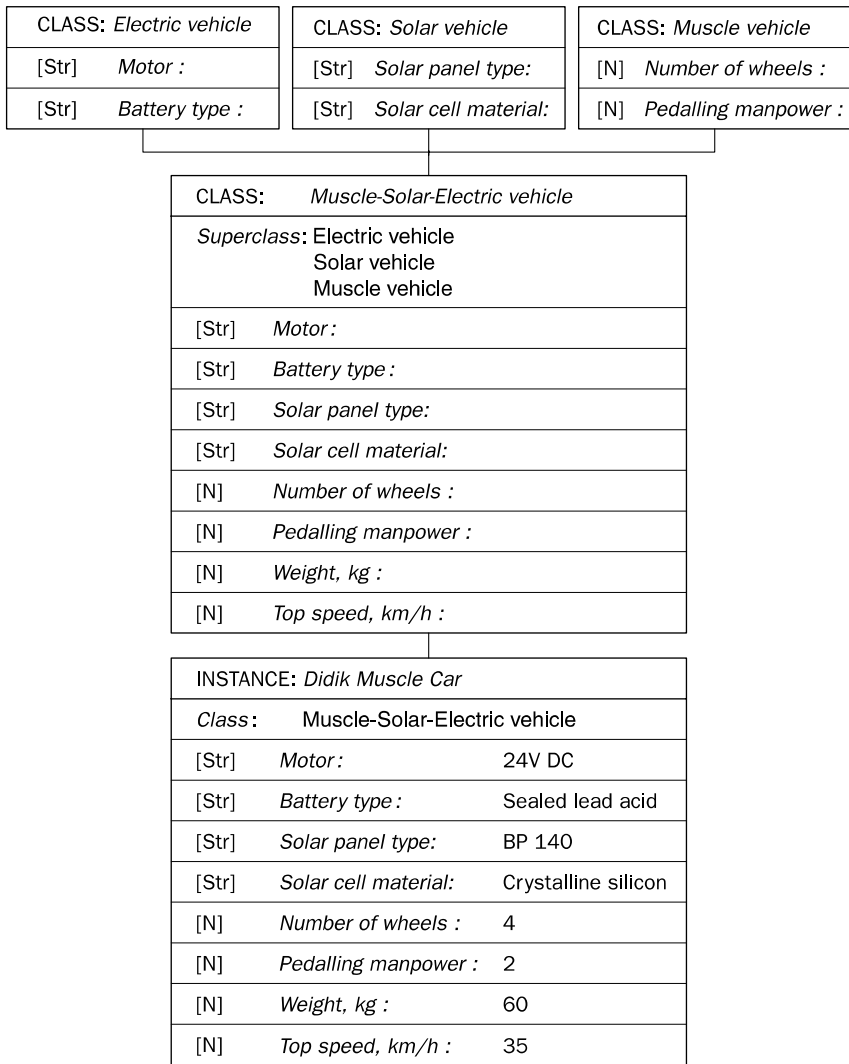 CLASS: Electric vehicle
[Str] Motor :
[Str] Battery type :
CLASS: Solar vehicle
[Str] Solar panel type:
[Str] Solar cell material:
CLASS: Muscle vehicle
[N] Number of wheels :
[N] Pedalling manpower :
CLASS: Muscle-Solar-Electric vehicle
Superclass: Electric vehicle
Solar vehicle
Muscle vehicle
[Str] Motor:
[Str] Battery type :
[Str] Solar panel type:
[Str] Solar cell material:
[N] Number of wheels :
[N] Pedalling manpower :
[N] Weight, kg :
[N] Top speed, km/h :
INSTANCE: Didik Muscle Car
Class: Muscle-Solar-Electric vehicle
[Str] Motor: 24V DC
[Str] Battery type : Sealed lead acid
[Str] Solar panel type: BP 140
[Str] Solar cell material: Crystalline silicon
[N] Number of wheels : 4
[N] Pedalling manpower : 2
[N] Weight, kg : 60
[N] Top speed, km/h : 35